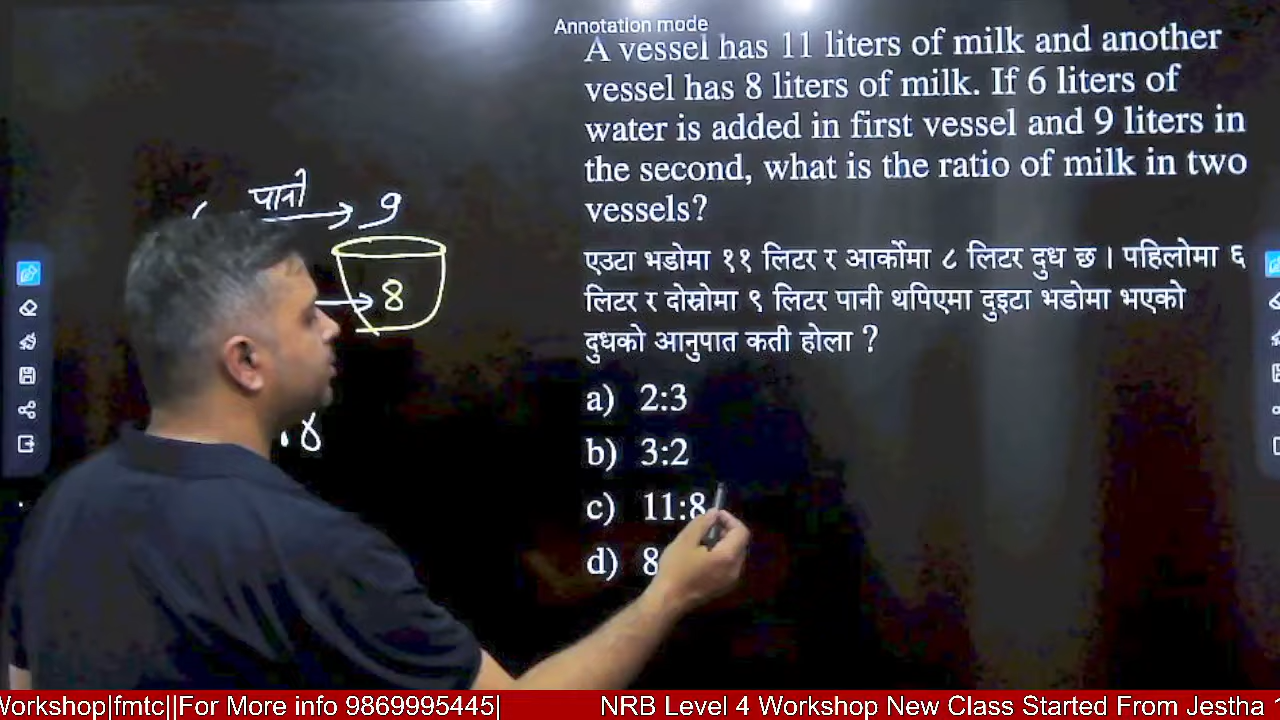 Annotation mode
A vessel has 11 liters of milk and another
vessel has 8 liters of milk. If 6 liters of
water is added in first vessel and 9 liters in
the second, what is the ratio of milk in two
vessels?
एउटा भडोमा ११ लिटर र आर्कोमा ८ लिटर दुध छ । पहिलोमा ६
लिटर र दोस्रोमा ९ लिटर पानी थपिएमा दुइटा भडोमा भएको
दुधको आनुपात कती होला ?
a) 2:3
b) 3:2
c) 11:8
d) 8
पानी 9
8
Workshop|fmtc||For More info 9869995445| NRB Level 4 Workshop New Class Started From Jestha